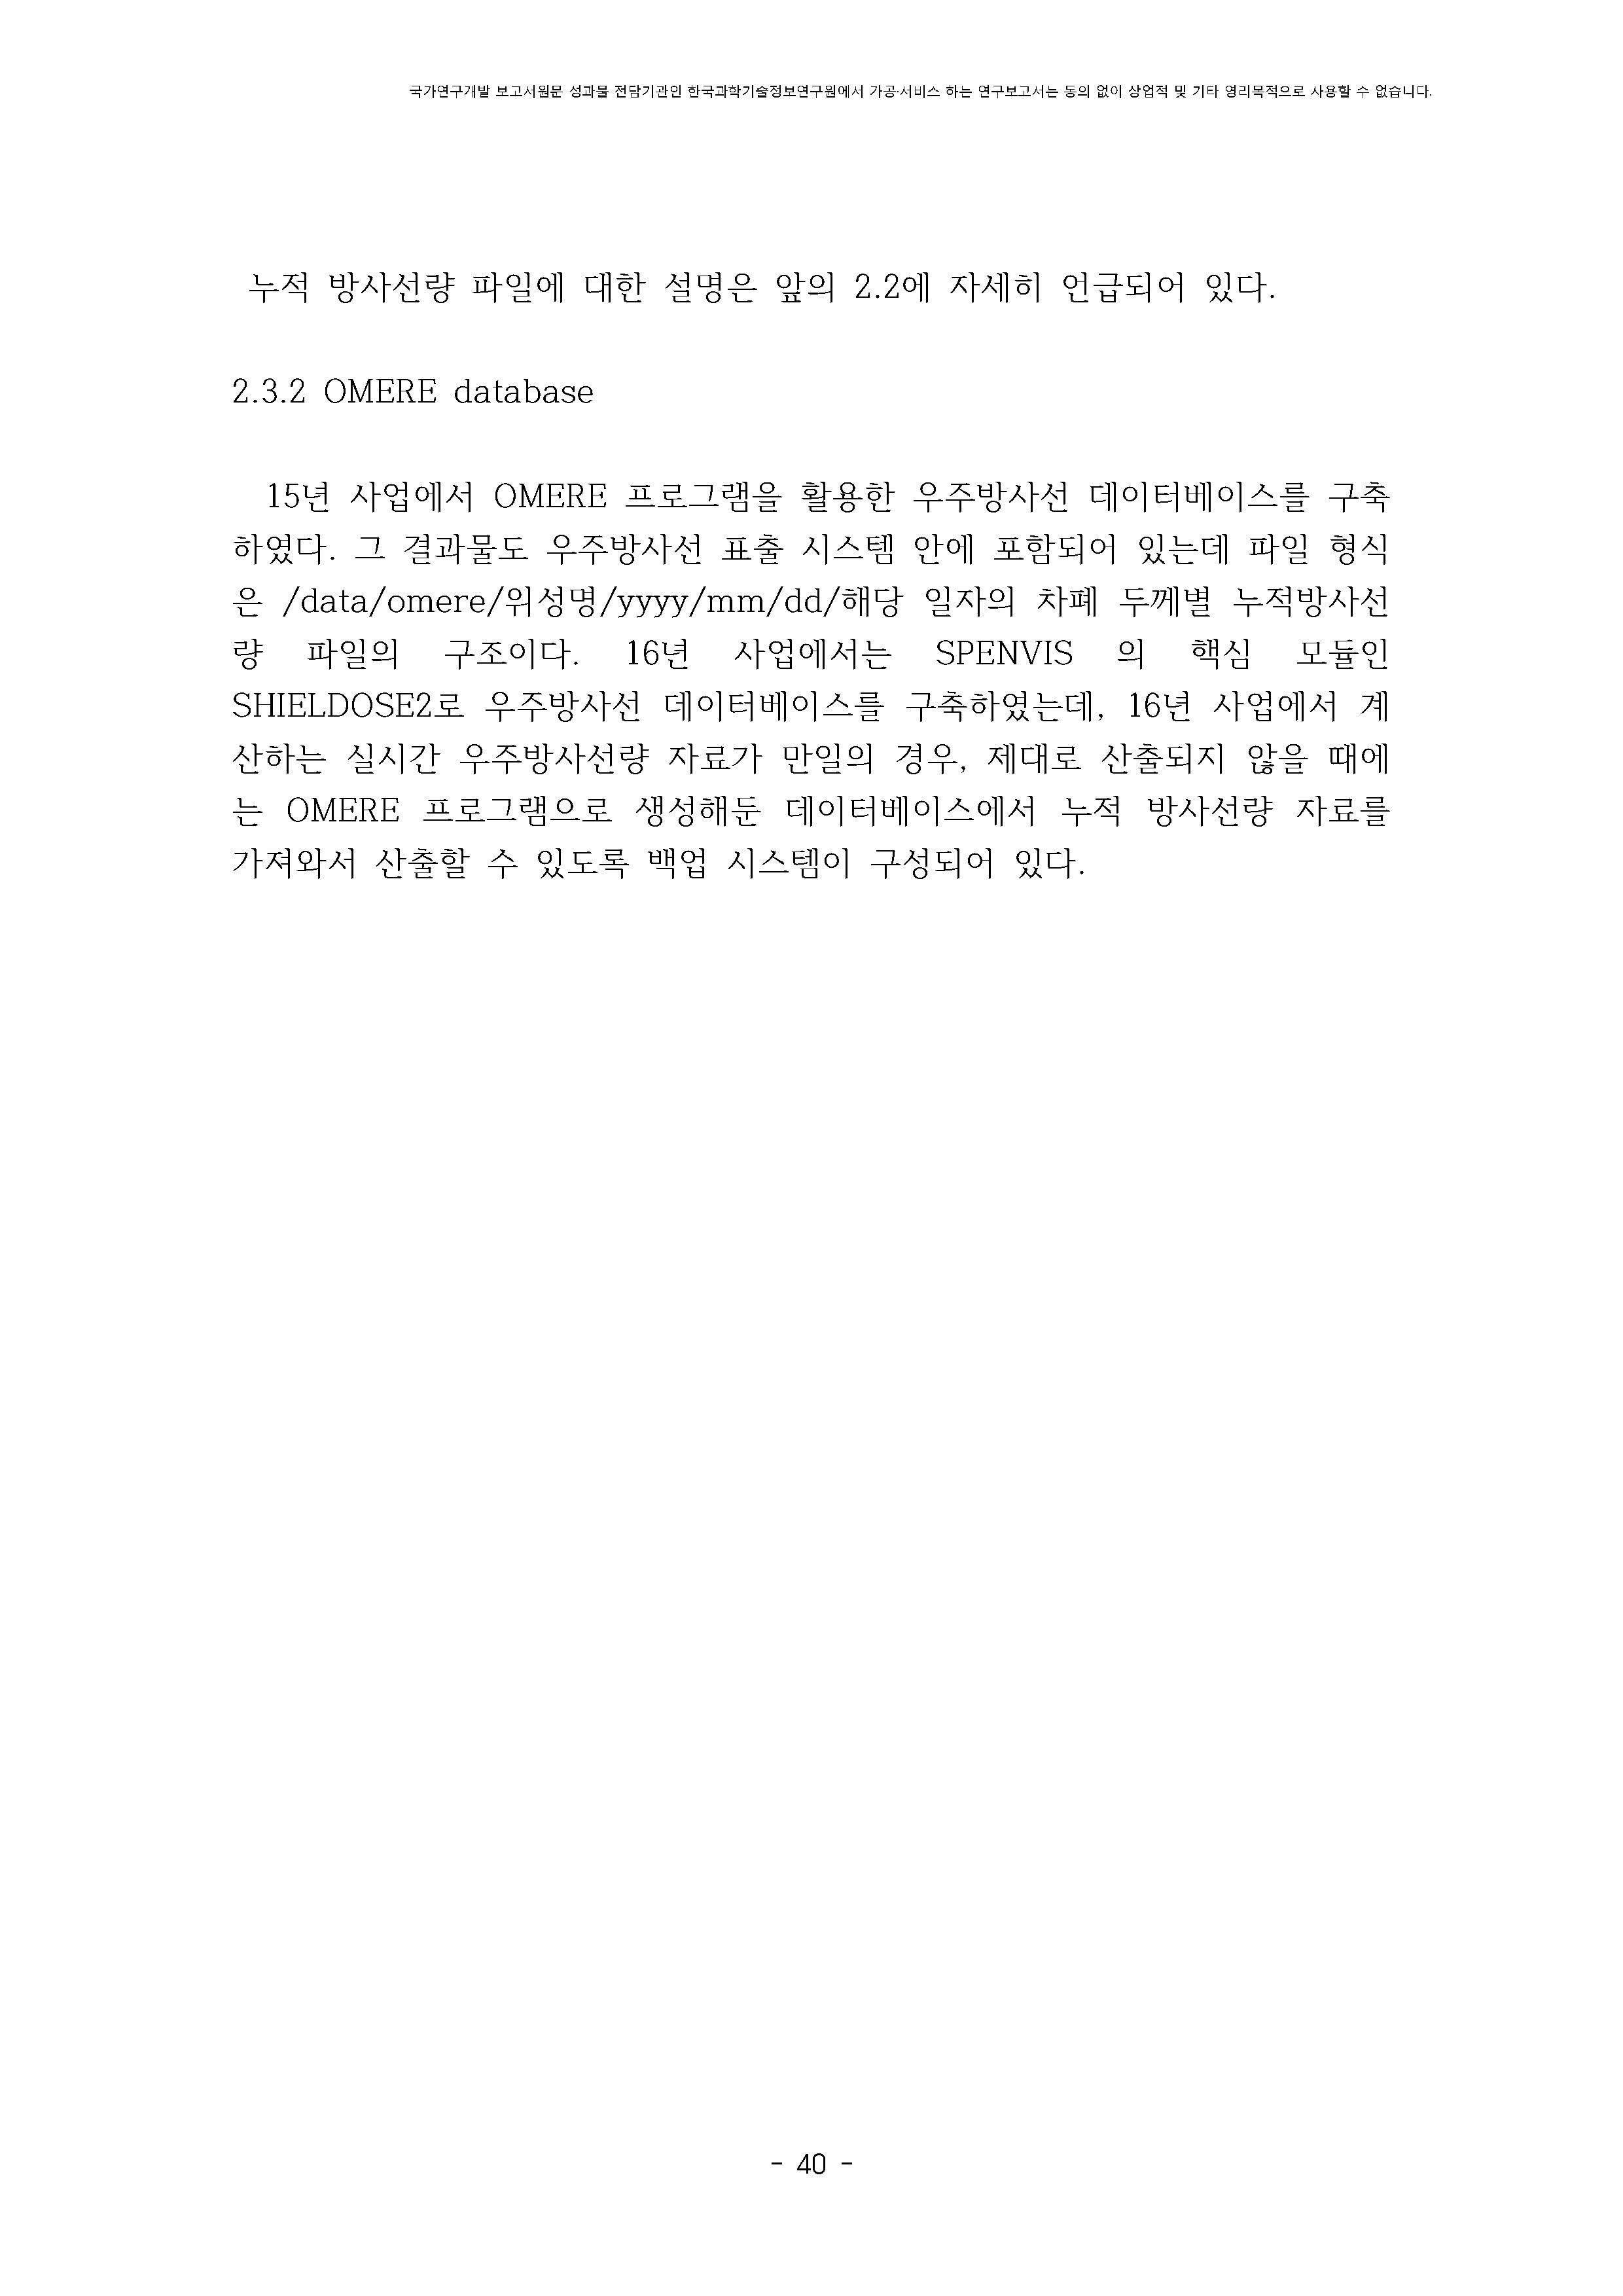 국가연구개발 보고서원문 성과물 전담기관인 한국과학기술정보연구원에서 가공·서비스 하는 연구보고서는 동의 없이 상업적 및 기타 영리목적으로 사용할 수 없습니다.
누적 방사선량 파일에 대한 설명은 앞의 2.2에 자세히 언급되어 있다.
2.3.2 OMERE database
15년 사업에서 OMERE 프로그램을 활용한 우주방사선 데이터베이스를 구축
하였다. 그 결과물도 우주방사선 표출 시스템 안에 포함되어 있는데 파일 형식
은 /data/omere/위성명/yyyy/mm/dd/해당 일자의 차폐 두께별 누적방사선
량 파일의 구조이다. 16년 사업에서는 SPENVIS 의 핵심 모듈인
SHIELDOSE2로 우주방사선 데이터베이스를 구축하였는데, 16년 사업에서 계
산하는 실시간 우주방사선량 자료가 만일의 경우, 제대로 산출되지 않을 때에
는 OMERE 프로그램으로 생성해둔 데이터베이스에서 누적 방사선량 자료를
가져와서 산출할 수 있도록 백업 시스템이 구성되어 있다.
- 40 -